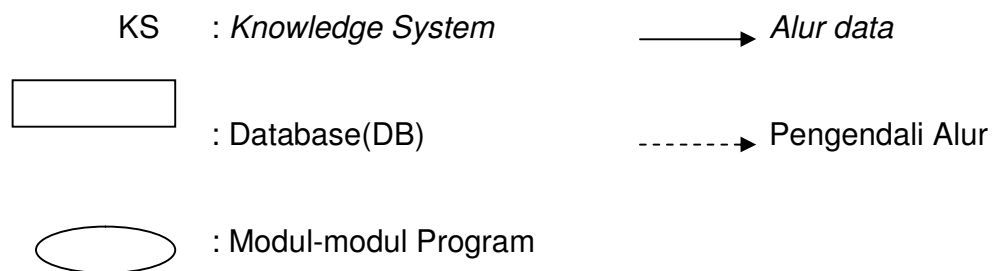 KS : Knowledge System Alur data
: Database(DB) Pengendali Alur
: Modul-modul Program